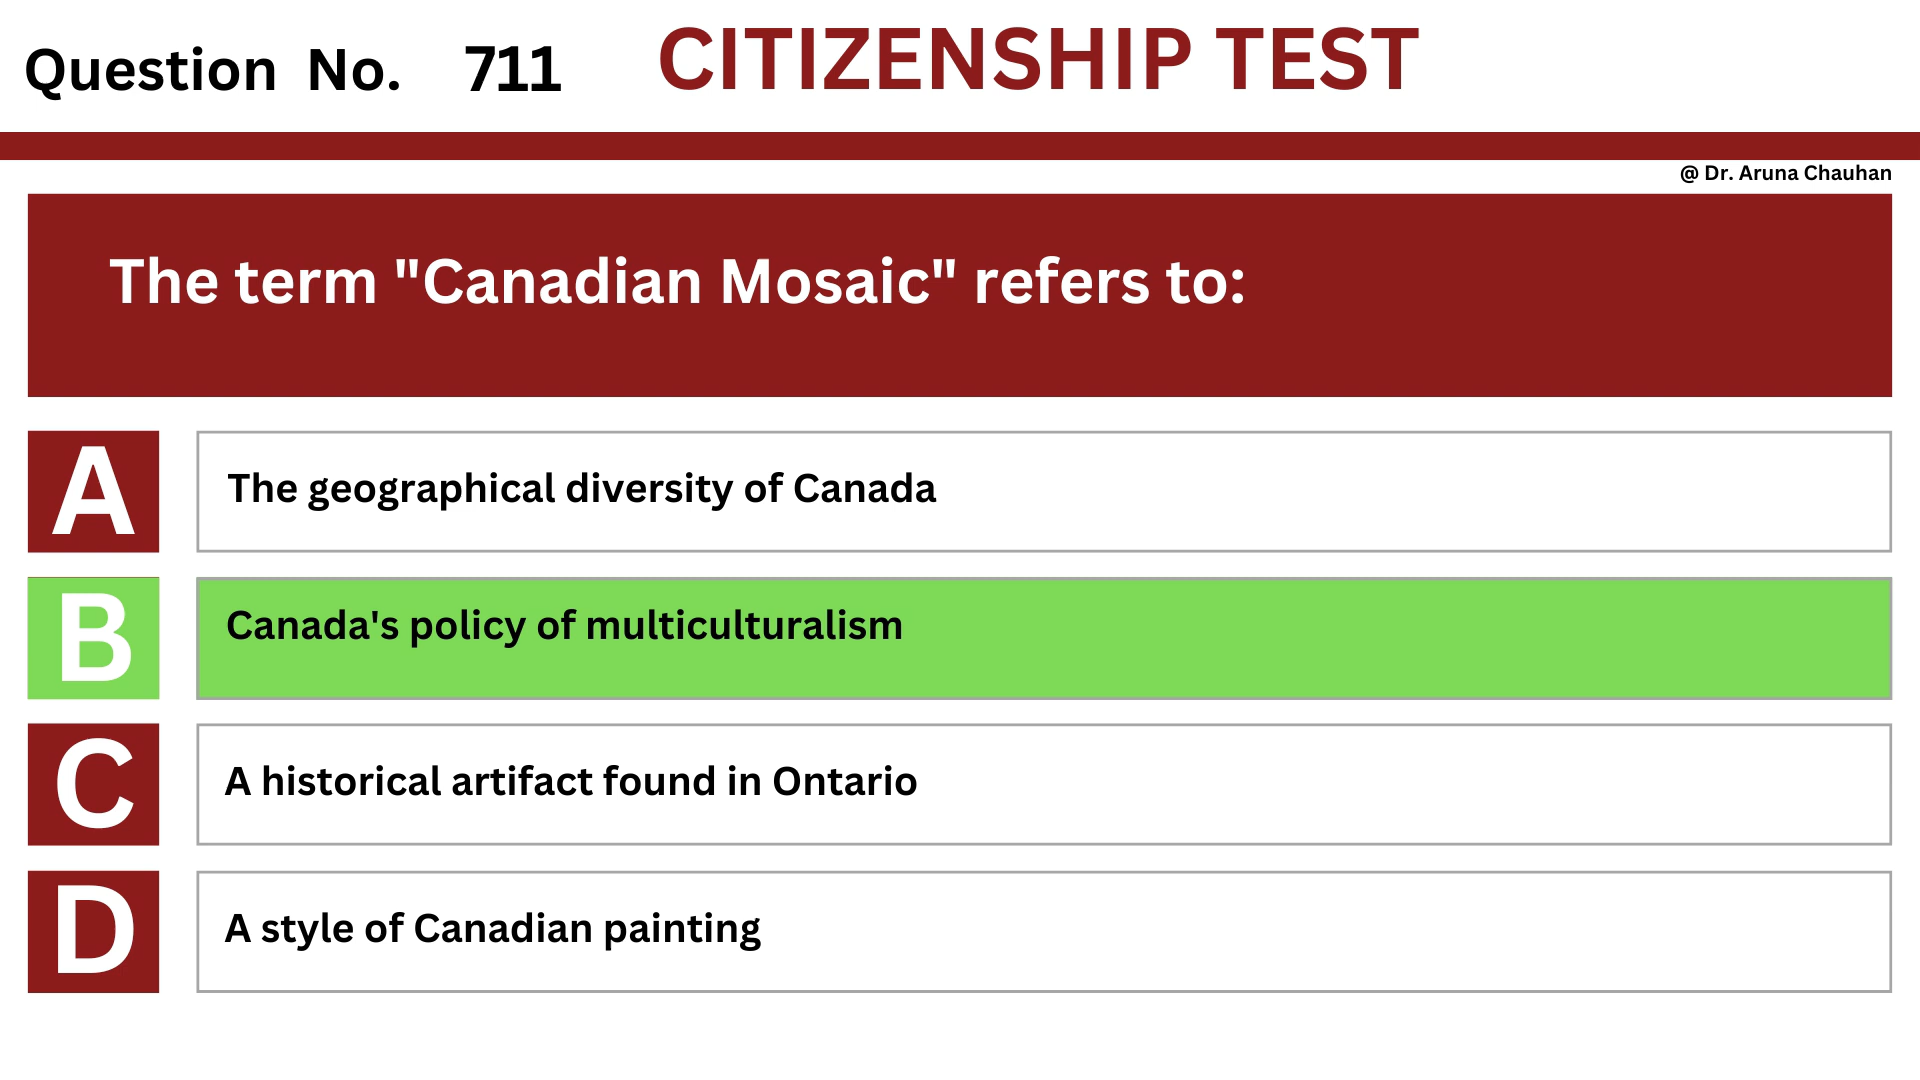 Question No. 711 CITIZENSHIP TEST
@ Dr. Aruna Chauhan
The term "Canadian Mosaic" refers to:
A The geographical diversity of Canada
B Canada's policy of multiculturalism
C A historical artifact found in Ontario
D A style of Canadian painting